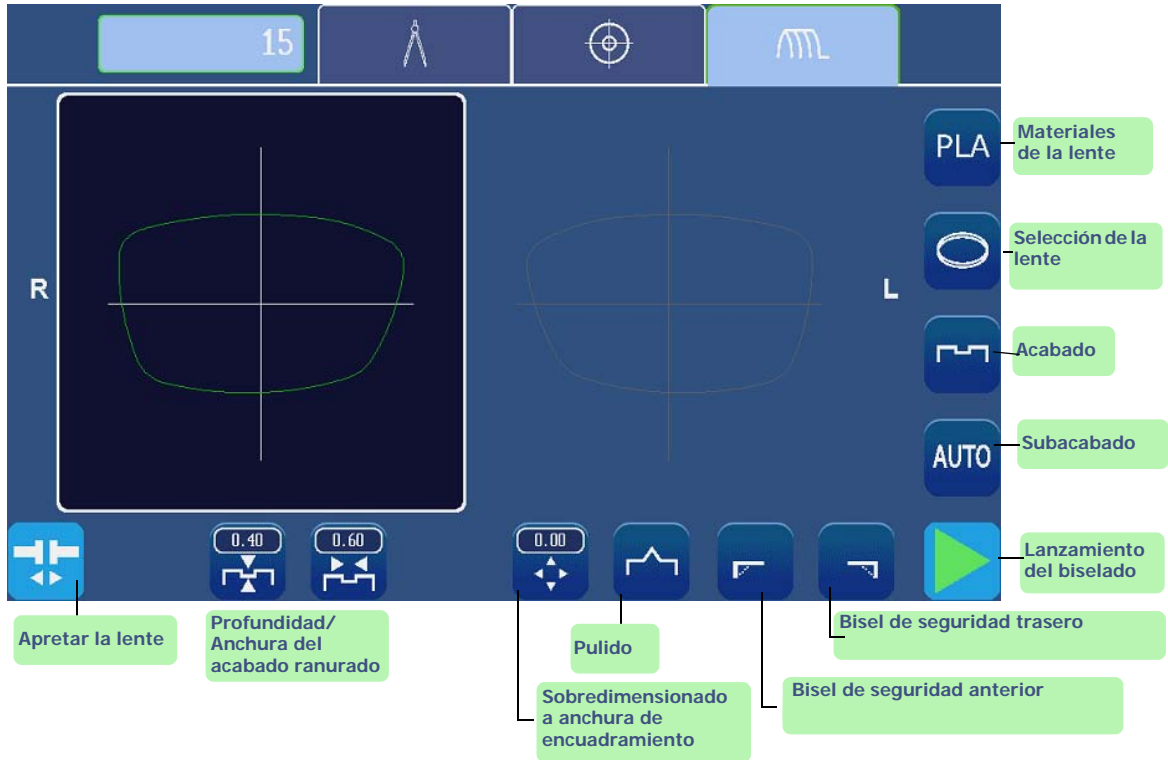 15
PLA
Materiales
de la lente
Selección de la
lente
R
L
Acabado
AUTO
Subacabado
0.40
0.60
0.00
Lanzamiento
del biselado
Apretar la lente
Profundidad/
Anchura del
acabado ranurado
Pulido
Bisel de seguridad trasero
Sobredimensionado
a anchura de
encuadramiento
Bisel de seguridad anterior